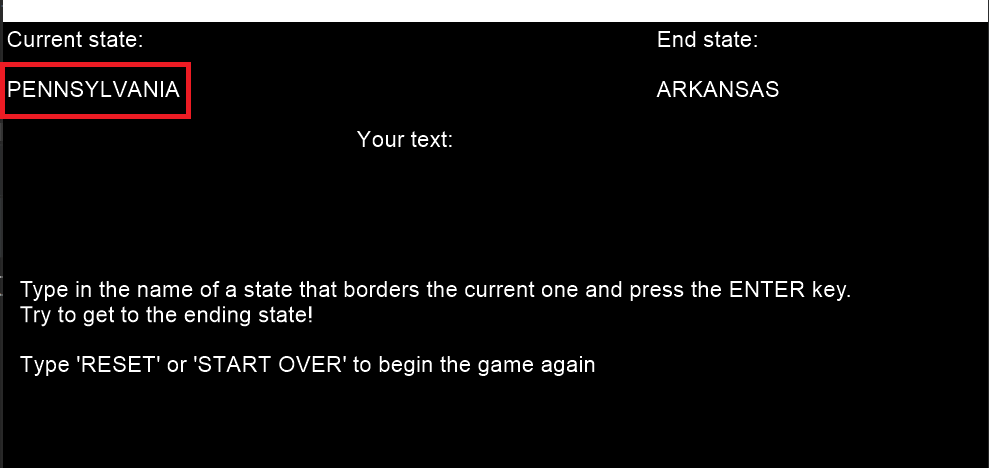 Current state: End state:
PENNSYLVANIA ARKANSAS
Your text:
Type in the name of a state that borders the current one and press the ENTER key.
Try to get to the ending state!
Type 'RESET' or 'START OVER' to begin the game again